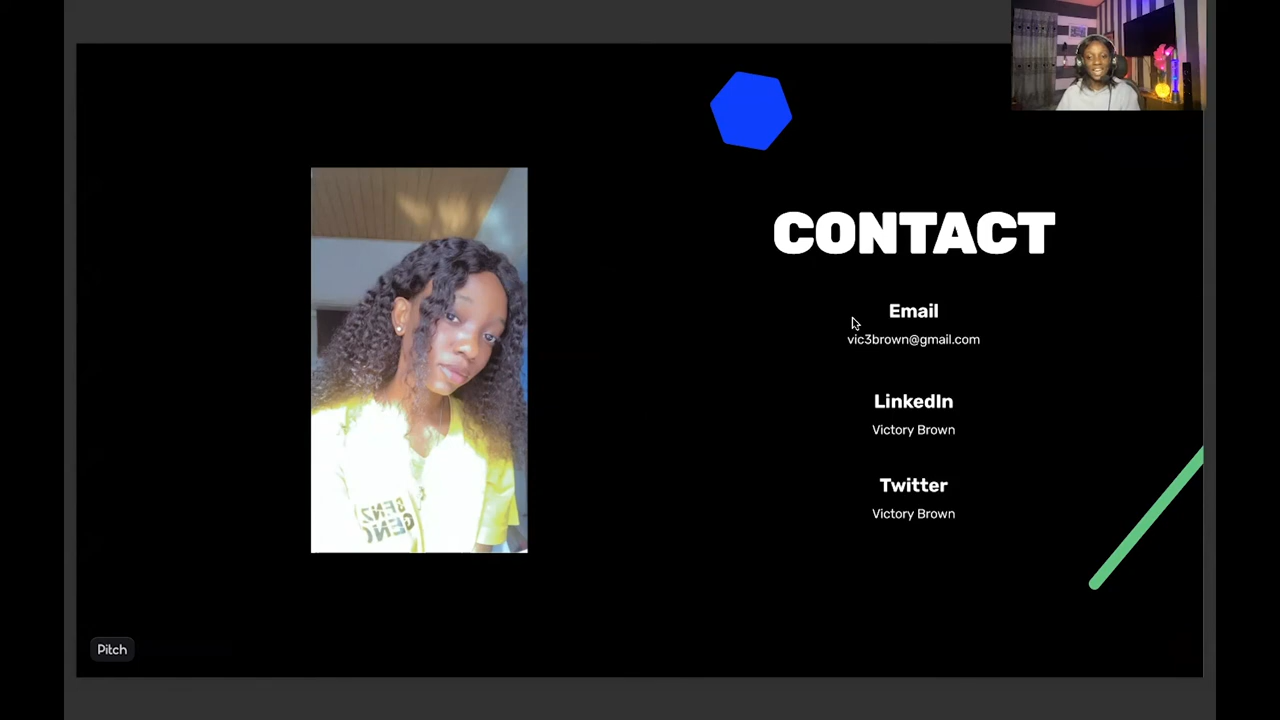 CONTACT
Email
vic3brown@gmail.com
LinkedIn
Victory Brown
Twitter
Victory Brown
Pitch